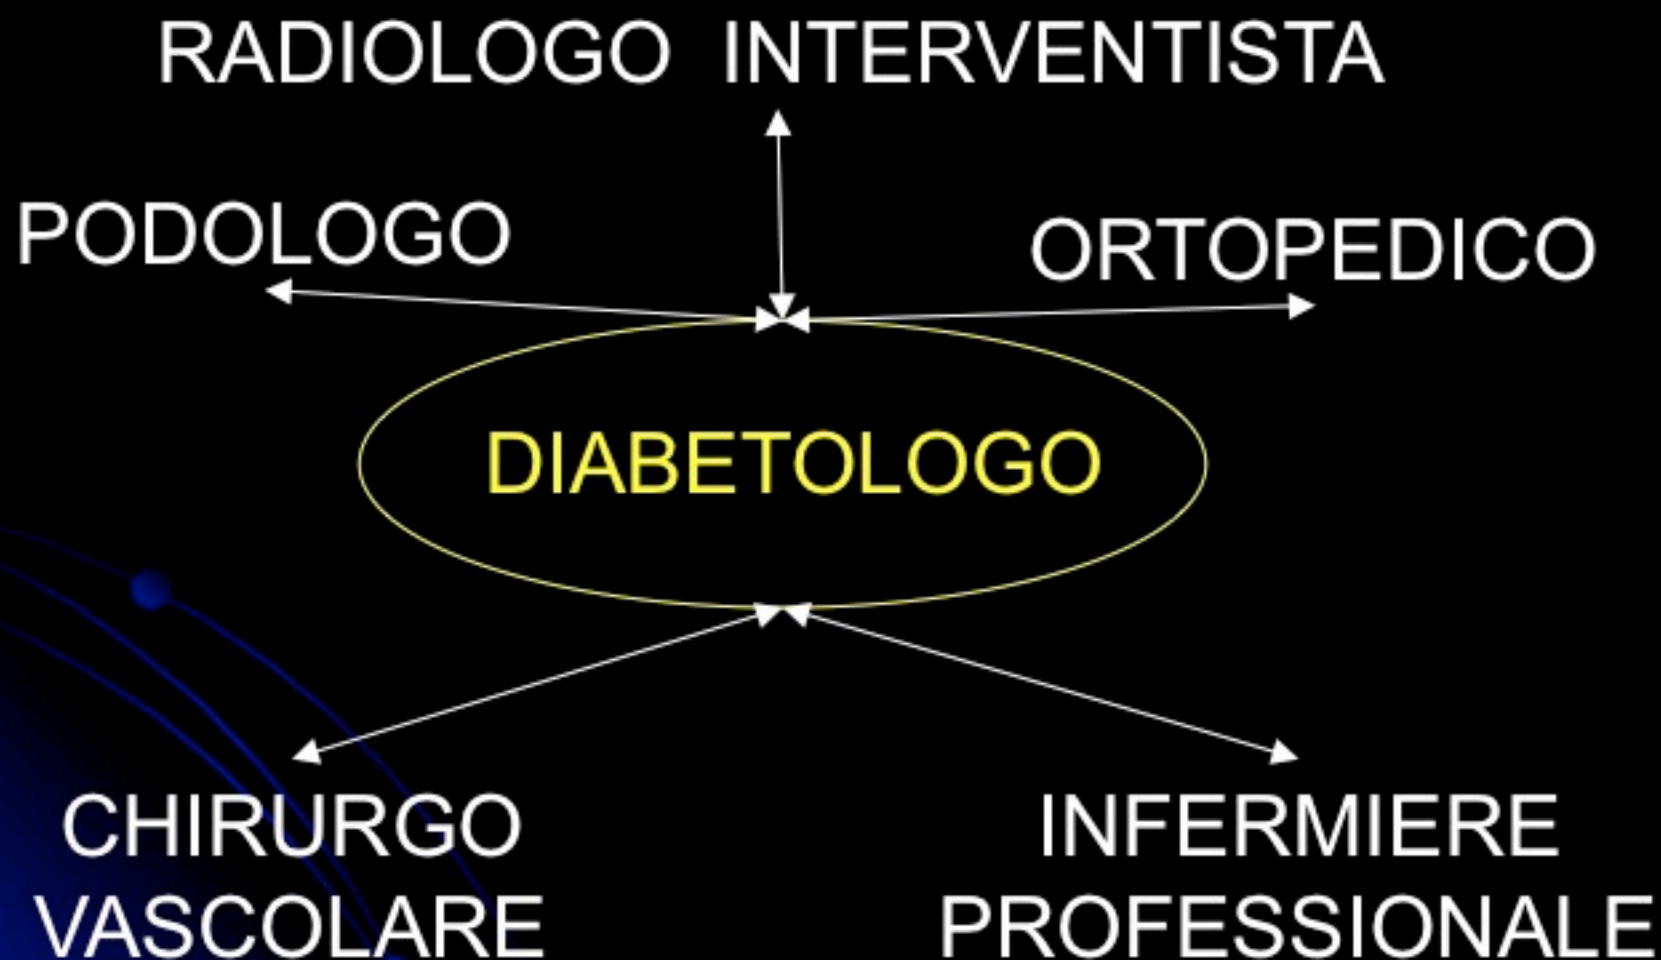 RADIOLOGO INTERVENTISTA
PODOLOGO
ORTOPEDICO
DIABETOLOGO
CHIRURGO
VASCOLARE
INFERMIERE
PROFESSIONALE